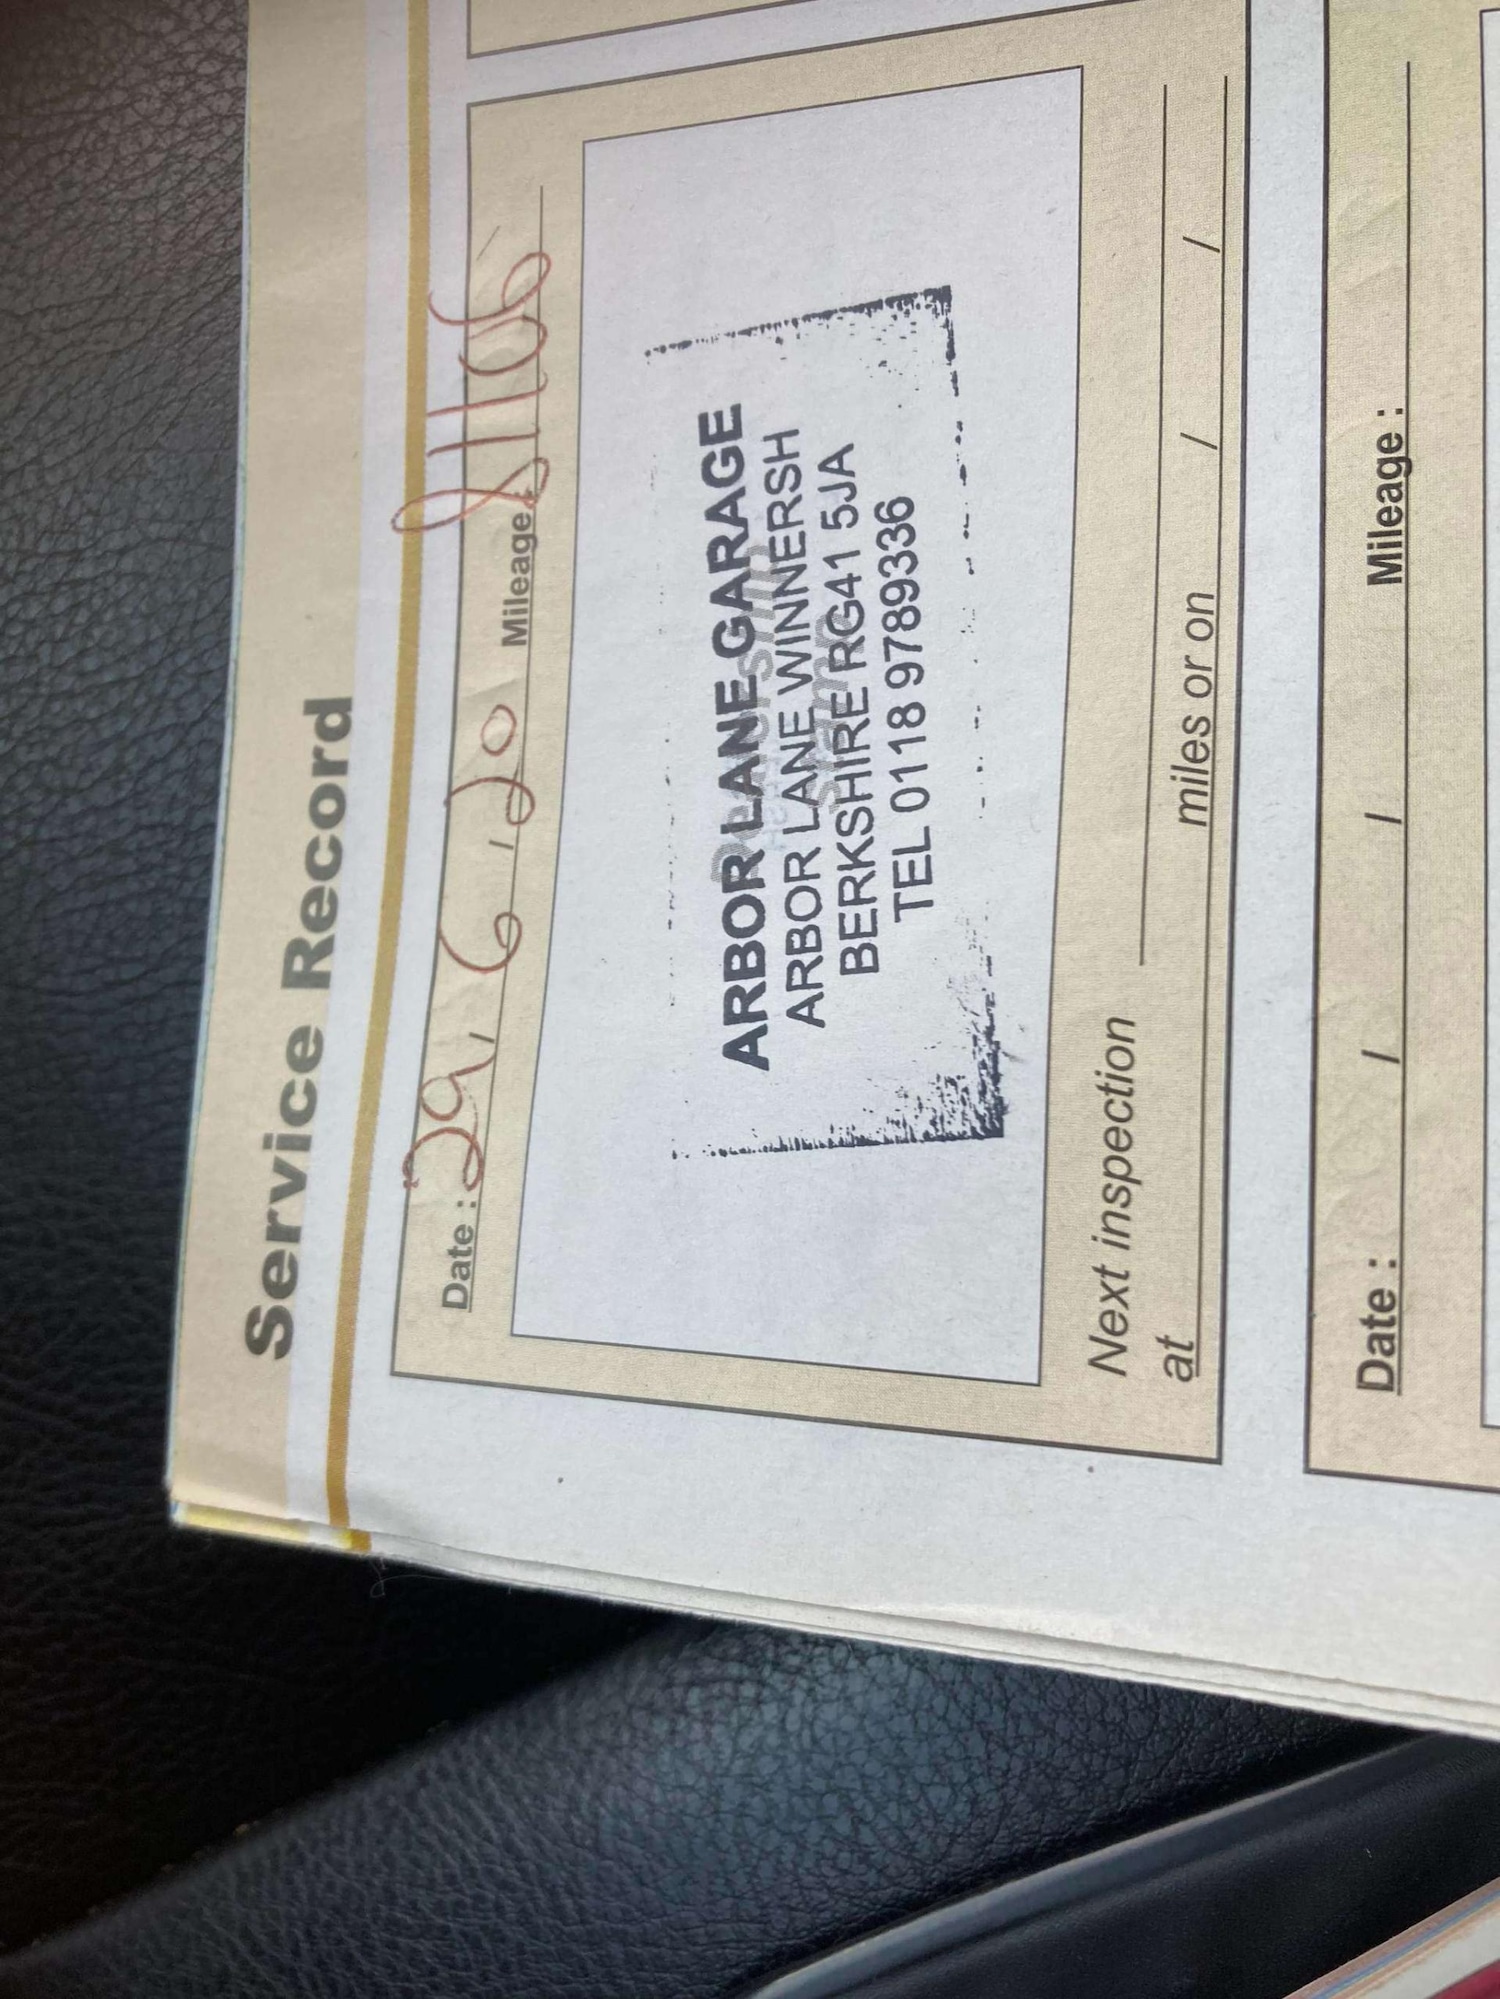 Service Record
Date : 29 / 6 / 20 Mileage : 81106
ARBOR LANE GARAGE
ARBOR LANE WINNERSH
BERKSHIRE RG41 5JA
TEL 0118 9789336
Next inspection
at miles or on / /
Date : / / Mileage :